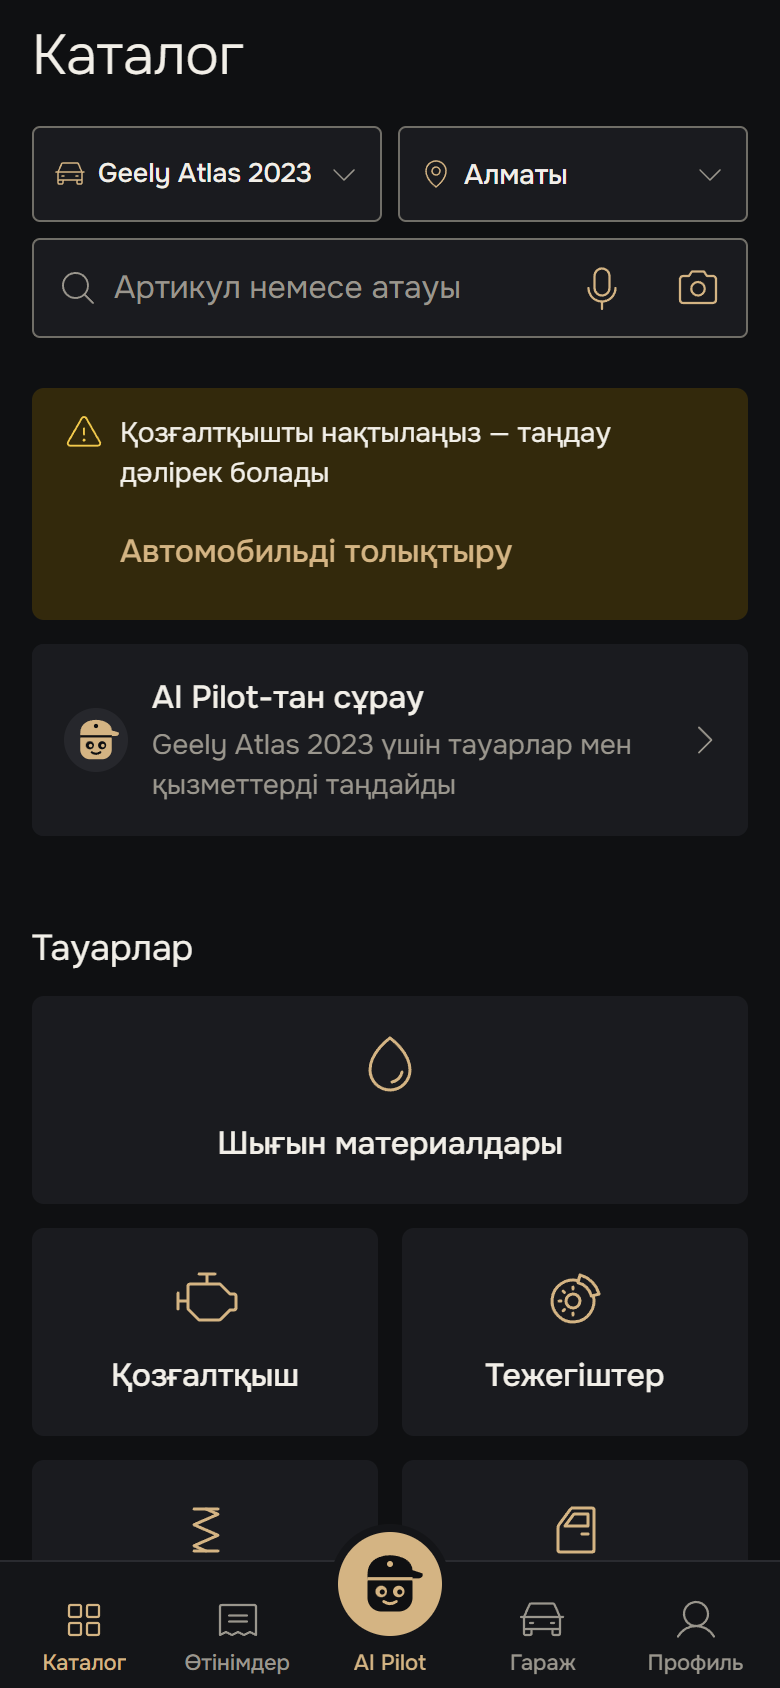 Каталог
Geely Atlas 2023
Алматы
Артикул немесе атауы
Қозғалтқышты нақтылаңыз — таңдау
дәлірек болады
Автомобильді толықтыру
AI Pilot-тан сұрау
Geely Atlas 2023 үшін тауарлар мен
қызметтерді таңдайды
Тауарлар
Шығын материалдары
Қозғалтқыш
Тежегіштер
Каталог
Өтінімдер
AI Pilot
Гараж
Профиль